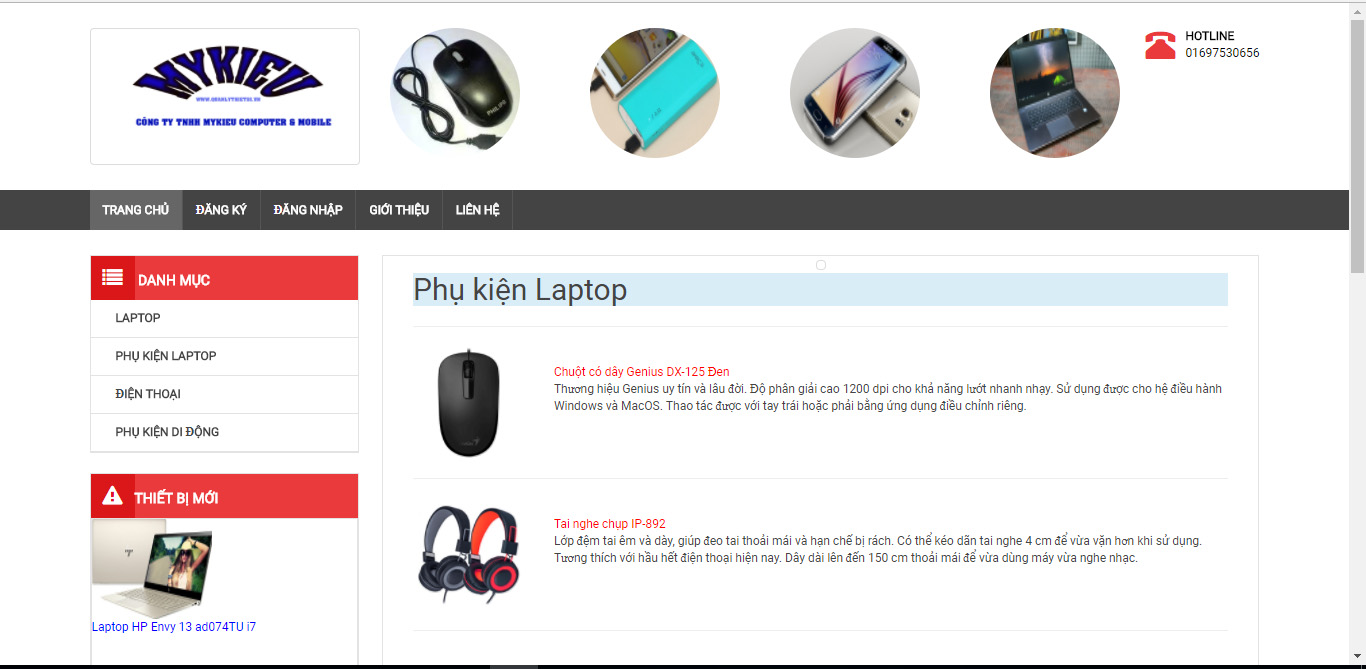 MYKIEU
CÔNG TY TNHH MYKIEU COMPUTER & MOBILE
PHILIPS
HOTLINE
01697530656
TRANG CHỦ
ĐĂNG KÝ
ĐĂNG NHẬP
GIỚI THIỆU
LIÊN HỆ
DANH MỤC
LAPTOP
PHỤ KIỆN LAPTOP
ĐIỆN THOẠI
PHỤ KIỆN DI ĐỘNG
THIẾT BỊ MỚI
Laptop HP Envy 13 ad074TU i7
Phụ kiện Laptop
Chuột có dây Genius DX-125 Đen
Thương hiệu Genius uy tín và lâu đời. Độ phân giải cao 1200 dpi cho khả năng lướt nhanh nhạy. Sử dụng được cho hệ điều hành
Windows và MacOS. Thao tác được với tay trái hoặc phải bằng ứng dụng điều chỉnh riêng.
Tai nghe chụp IP-892
Lớp đệm tai êm và dày, giúp đeo tai thoải mái và hạn chế bị rách. Có thể kéo dãn tai nghe 4 cm để vừa vặn hơn khi sử dụng.
Tương thích với hầu hết điện thoại hiện nay. Dây dài lên đến 150 cm thoải mái để vừa dùng máy vừa nghe nhạc.